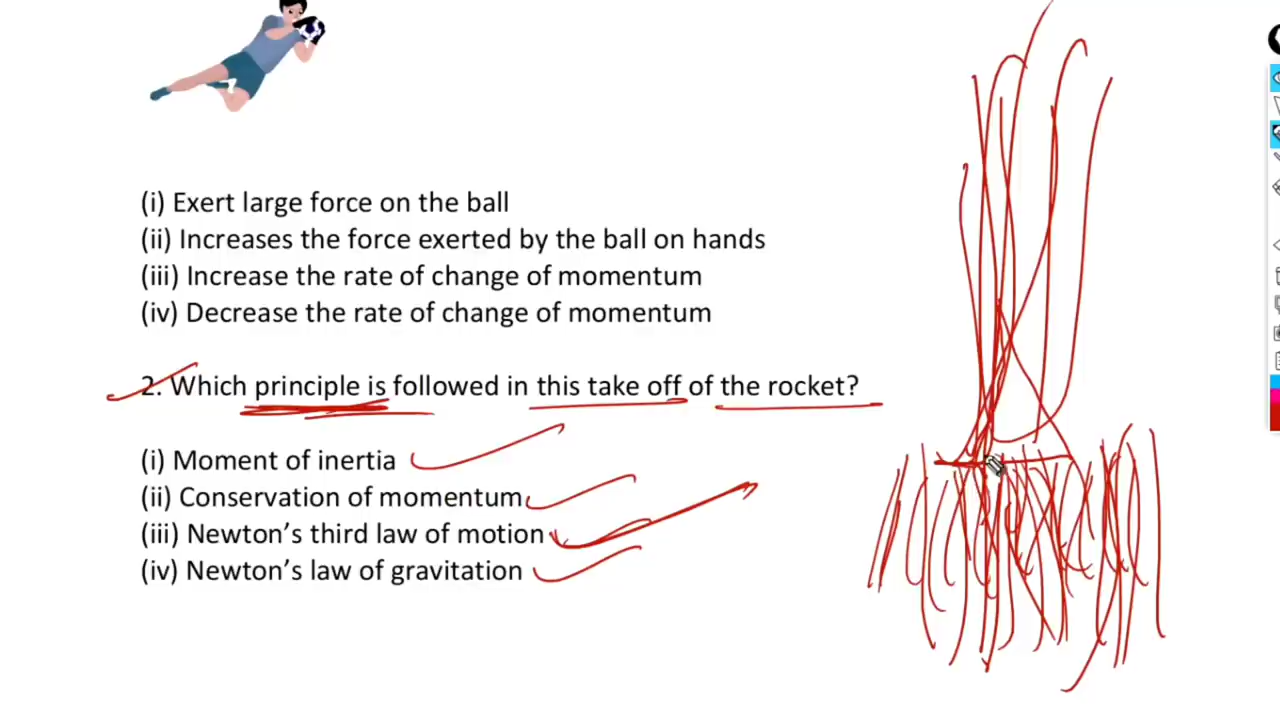 (i) Exert large force on the ball
(ii) Increases the force exerted by the ball on hands
(iii) Increase the rate of change of momentum
(iv) Decrease the rate of change of momentum
2. Which principle is followed in this take off of the rocket?
(i) Moment of inertia
(ii) Conservation of momentum
(iii) Newton’s third law of motion
(iv) Newton’s law of gravitation